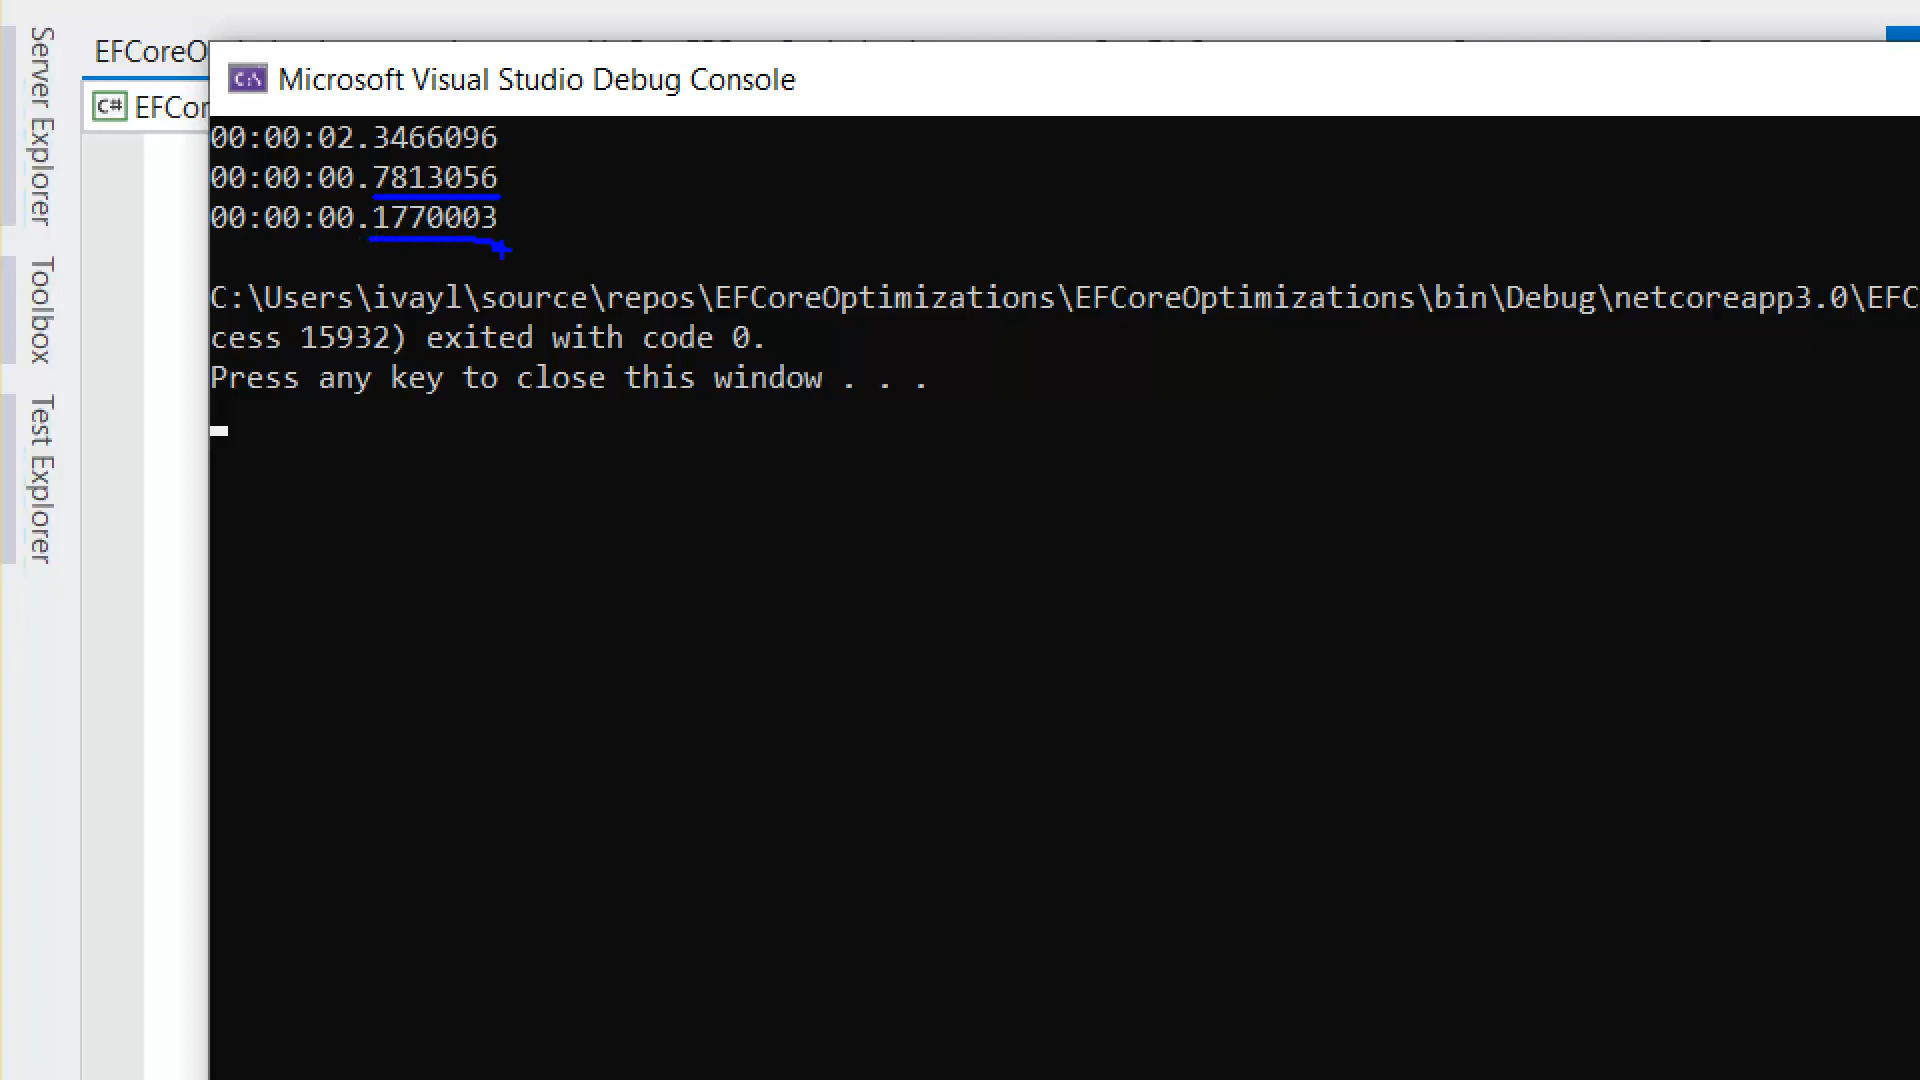 Server Explorer
Toolbox
Test Explorer
EFCoreO
C# EFCor
C:\ Microsoft Visual Studio Debug Console
00:00:02.3466096
00:00:00.7813056
00:00:00.1770003
C:\Users\ivayl\source\repos\EFCoreOptimizations\EFCoreOptimizations\bin\Debug\netcoreapp3.0\EFC
cess 15932) exited with code 0.
Press any key to close this window . . .